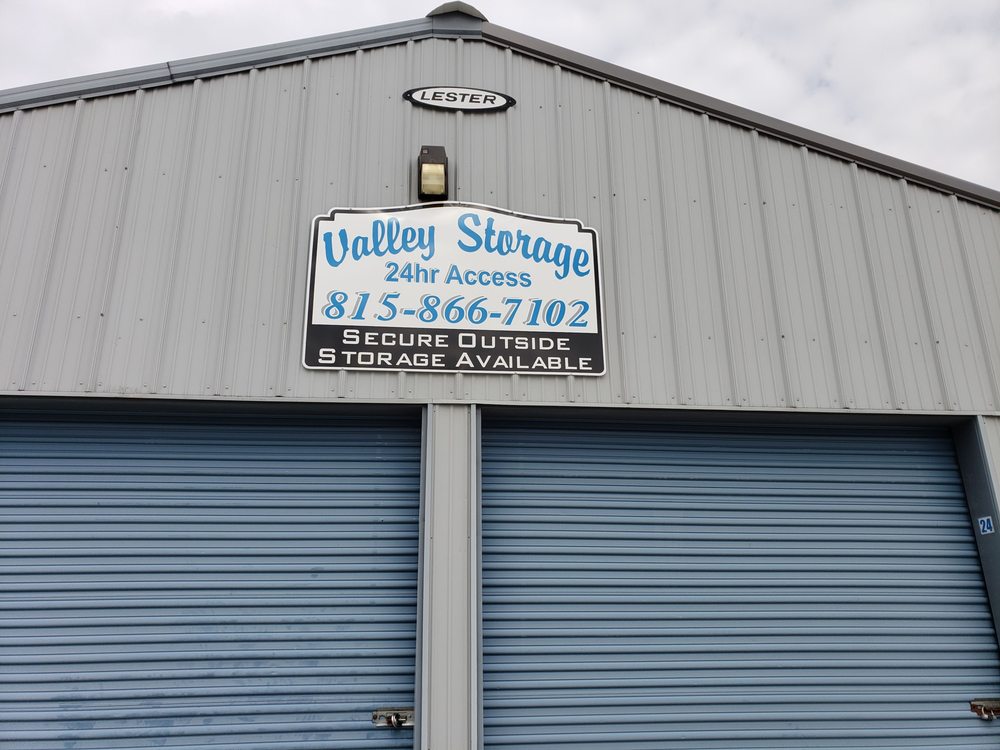 LESTER
Valley Storage
24hr Access
815-866-7102
SECURE OUTSIDE
STORAGE AVAILABLE
24